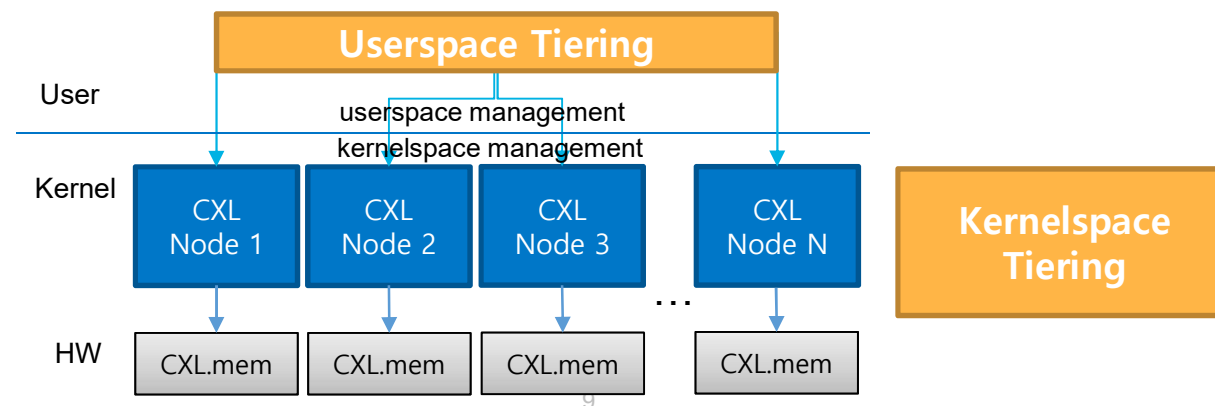 Userspace Tiering
User
userspace management
kernelspace management
Kernel
CXL
Node 1
CXL
Node 2
CXL
Node 3
CXL
Node N
Kernelspace
Tiering
...
HW
CXL.mem
CXL.mem
CXL.mem
CXL.mem